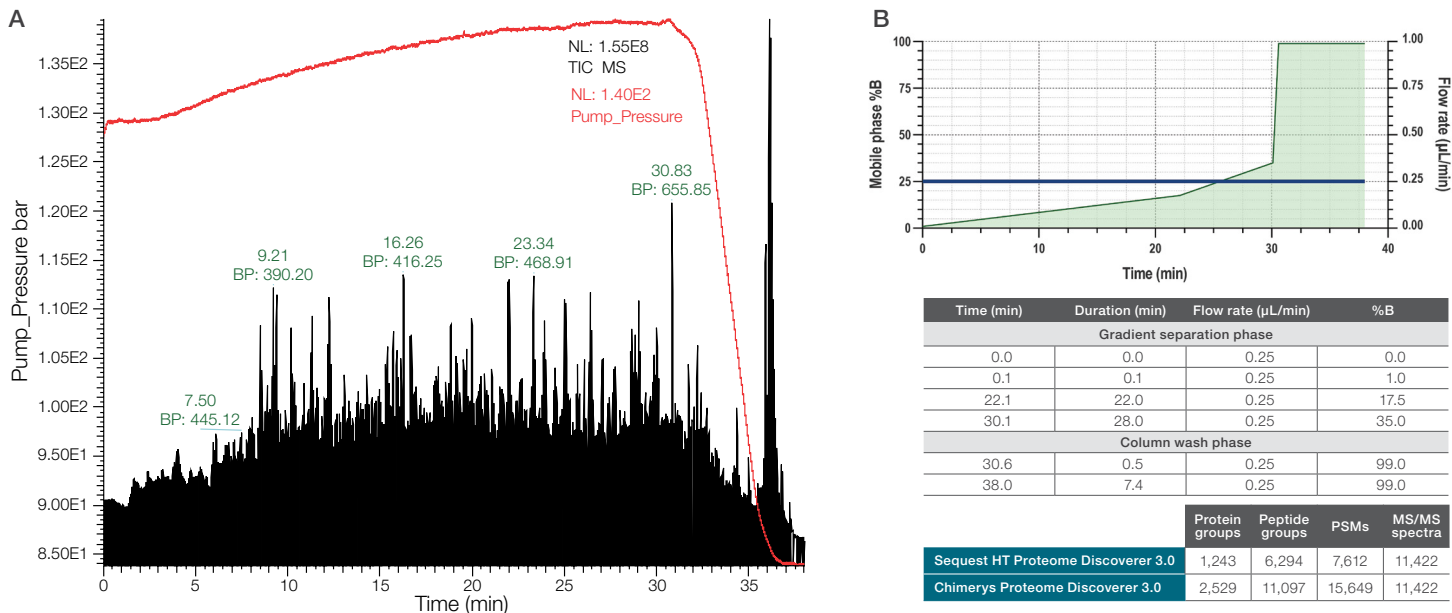 A
NL: 1.55E8
TIC MS
NL: 1.40E2
Pump_Pressure
1.35E2
1.30E2
1.25E2
1.20E2
1.15E2
1.10E2
1.05E2
1.00E2
9.50E1
9.00E1
8.50E1
Pump_Pressure bar
7.50
BP: 445.12
9.21
BP: 390.20
16.26
BP: 416.25
23.34
BP: 468.91
30.83
BP: 655.85
0 5 10 15 20 25 30 35
Time (min)
B
100
75
50
25
0
Mobile phase %B
1.00
0.75
0.50
0.25
0.00
Flow rate (µL/min)
0 10 20 30 40
Time (min)
Time (min) Duration (min) Flow rate (µL/min) %B
Gradient separation phase
0.0 0.0 0.25 0.0
0.1 0.1 0.25 1.0
22.1 22.0 0.25 17.5
30.1 28.0 0.25 35.0
Column wash phase
30.6 0.5 0.25 99.0
38.0 7.4 0.25 99.0
Protein groups Peptide groups PSMs MS/MS spectra
Sequest HT Proteome Discoverer 3.0 1,243 6,294 7,612 11,422
Chimerys Proteome Discoverer 3.0 2,529 11,097 15,649 11,422